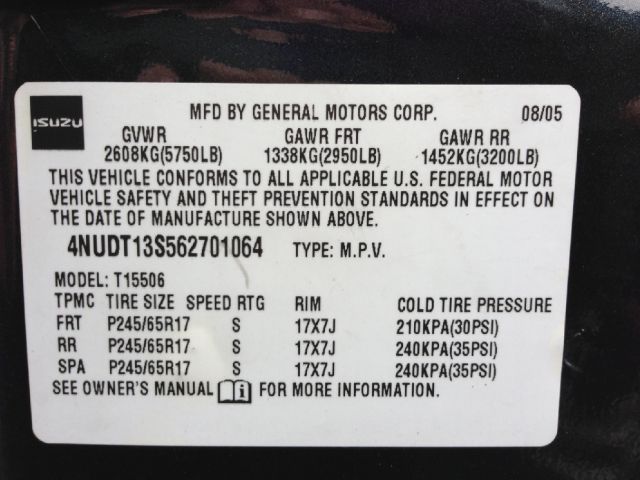 ISUZU
MFD BY GENERAL MOTORS CORP. 08/05
GVWR GAWR FRT GAWR RR
2608KG(5750LB) 1338KG(2950LB) 1452KG(3200LB)
THIS VEHICLE CONFORMS TO ALL APPLICABLE U.S. FEDERAL MOTOR
VEHICLE SAFETY AND THEFT PREVENTION STANDARDS IN EFFECT ON
THE DATE OF MANUFACTURE SHOWN ABOVE.
4NUDT13S562701064 TYPE: M.P.V.
MODEL: T15506
TPMC TIRE SIZE SPEED RTG RIM COLD TIRE PRESSURE
FRT P245/65R17 S 17X7J 210KPA(30PSI)
RR P245/65R17 S 17X7J 240KPA(35PSI)
SPA P245/65R17 S 17X7J 240KPA(35PSI)
SEE OWNER'S MANUAL i FOR MORE INFORMATION.